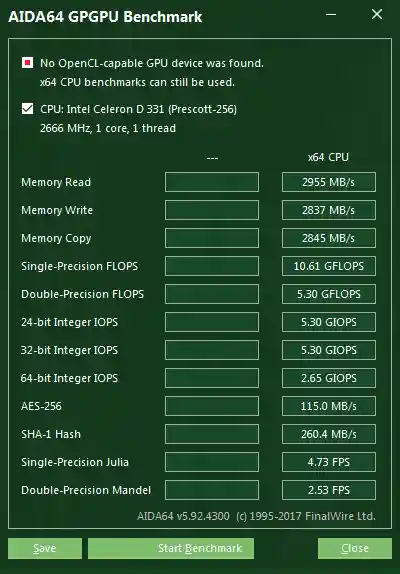 AIDA64 GPGPU Benchmark
No OpenCL-capable GPU device was found.
x64 CPU benchmarks can still be used.
CPU: Intel Celeron D 331 (Prescott-256)
2666 MHz, 1 core, 1 thread
--- x64 CPU
Memory Read 2955 MB/s
Memory Write 2837 MB/s
Memory Copy 2845 MB/s
Single-Precision FLOPS 10.61 GFLOPS
Double-Precision FLOPS 5.30 GFLOPS
24-bit Integer IOPS 5.30 GIOPS
32-bit Integer IOPS 5.30 GIOPS
64-bit Integer IOPS 2.65 GIOPS
AES-256 115.0 MB/s
SHA-1 Hash 260.4 MB/s
Single-Precision Julia 4.73 FPS
Double-Precision Mandel 2.53 FPS
AIDA64 v5.92.4300 (c) 1995-2017 FinalWire Ltd.
Save Start Benchmark Close